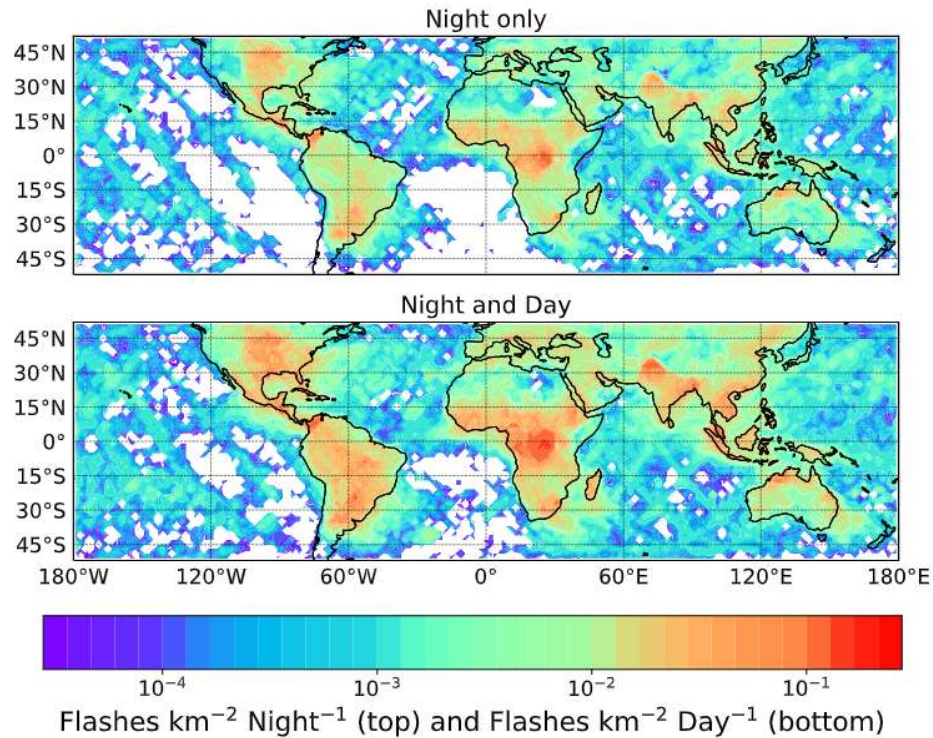 Night only
45°N
30°N
15°N
0°
15°S
30°S
45°S
Night and Day
45°N
30°N
15°N
0°
15°S
30°S
45°S
180°W 120°W 60°W 0° 60°E 120°E 180°E
10⁻⁴ 10⁻³ 10⁻² 10⁻¹
Flashes km⁻² Night⁻¹ (top) and Flashes km⁻² Day⁻¹ (bottom)